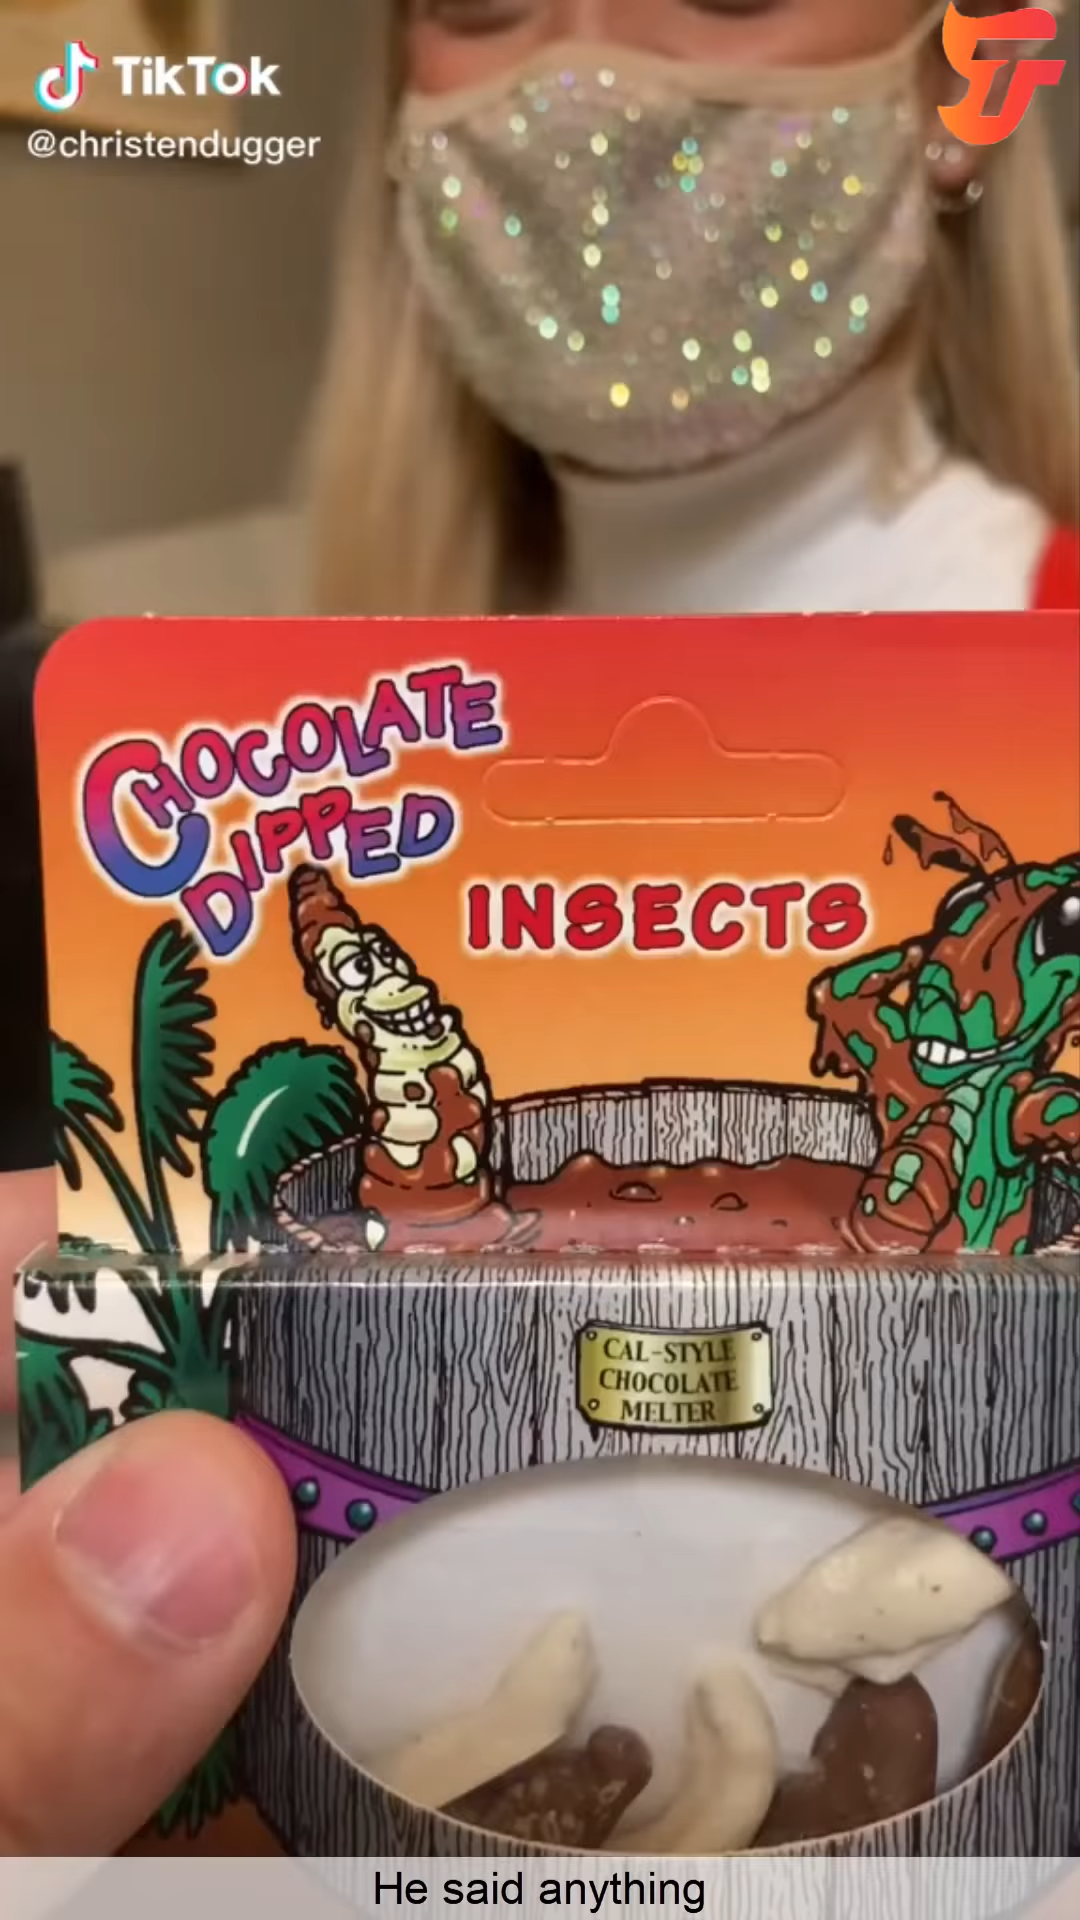 TikTok
@christendugger
CHOCOLATE
DIPPED
INSECTS
CAL-STYLE
CHOCOLATE
MELTER
He said anything